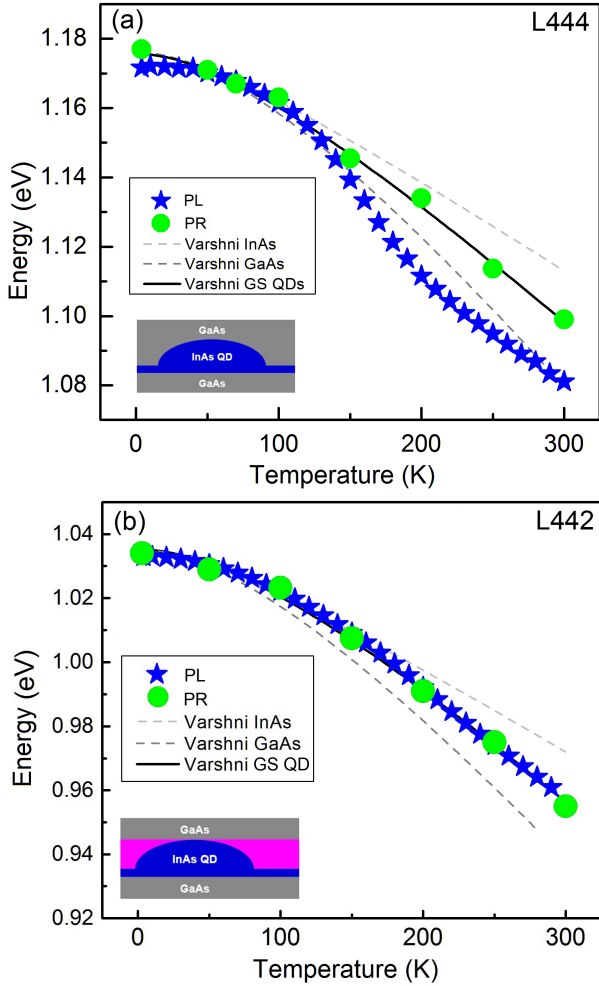 (a)
L444
1.18
1.16
1.14
1.12
1.10
1.08
Energy (eV)
PL
PR
Varshni InAs
Varshni GaAs
Varshni GS QDs
GaAs
InAs QD
GaAs
0
100
200
300
Temperature (K)
(b)
L442
1.04
1.02
1.00
0.98
0.96
0.94
0.92
Energy (eV)
PL
PR
Varshni InAs
Varshni GaAs
Varshni GS QD
GaAs
InAs QD
GaAs
0
100
200
300
Temperature (K)